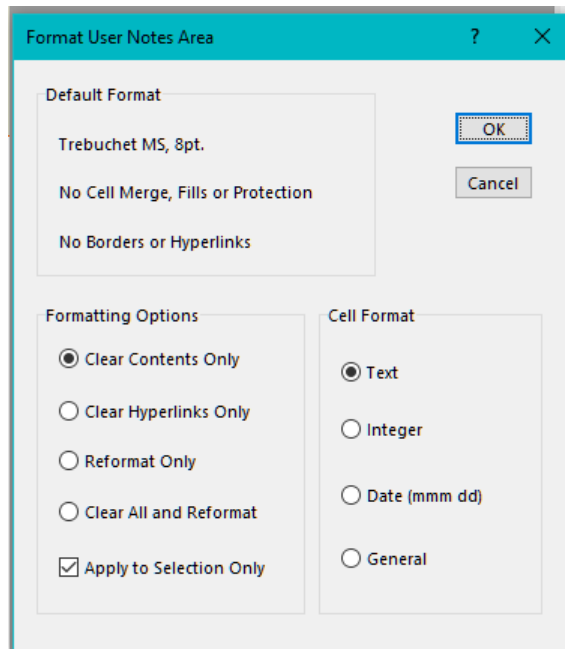 Format User Notes Area
?
Default Format
Trebuchet MS, 8pt.
No Cell Merge, Fills or Protection
No Borders or Hyperlinks
OK
Cancel
Formatting Options
Clear Contents Only
Clear Hyperlinks Only
Reformat Only
Clear All and Reformat
Apply to Selection Only
Cell Format
Text
Integer
Date (mmm dd)
General